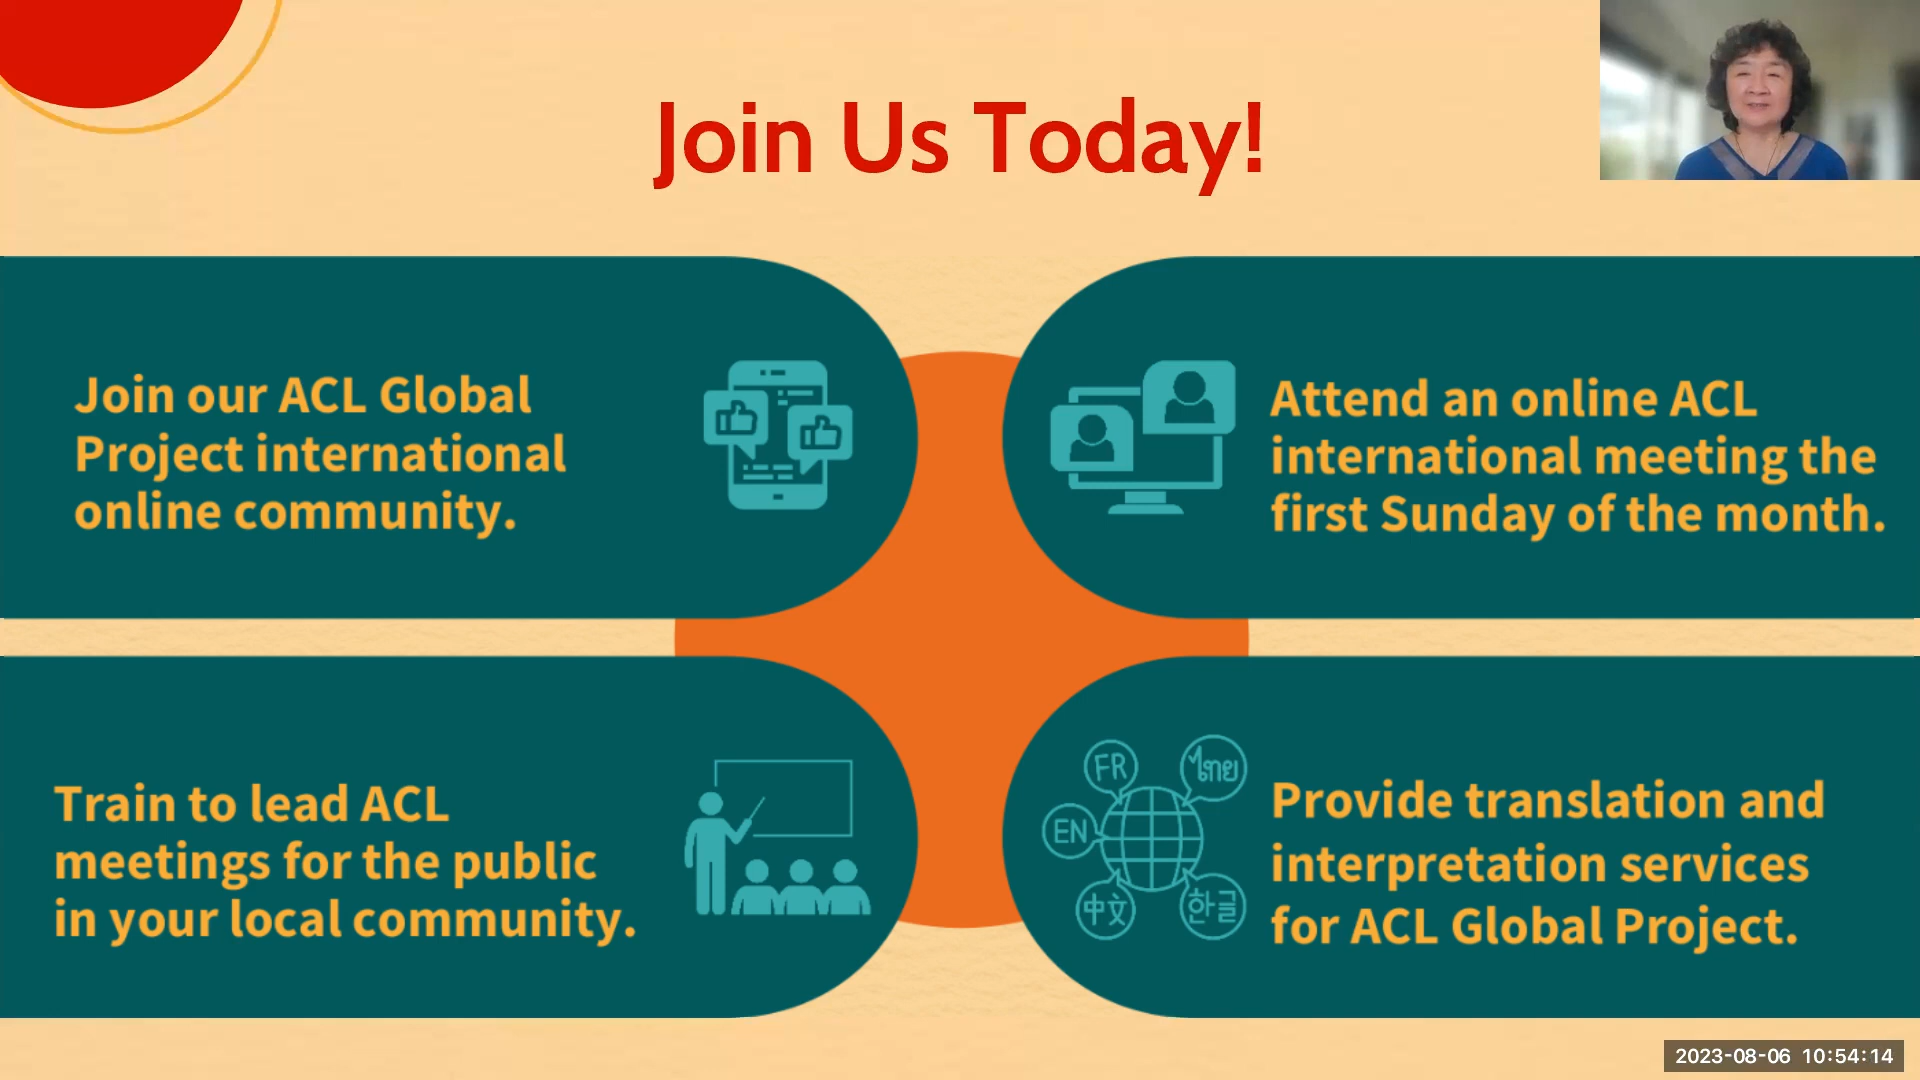 Join Us Today!
Join our ACL Global
Project international
online community.
Attend an online ACL
international meeting the
first Sunday of the month.
Train to lead ACL
meetings for the public
in your local community.
FR
ไทย
EN
中文
한글
Provide translation and
interpretation services
for ACL Global Project.
2023-08-06 10:54:14